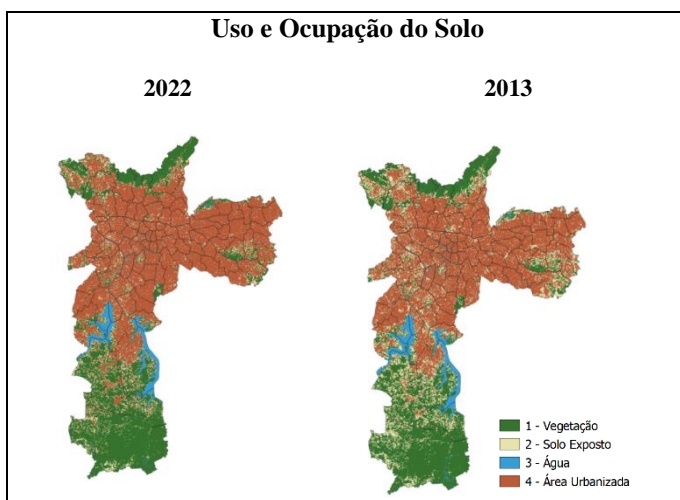 Uso e Ocupação do Solo
2022
2013
1 - Vegetação
2 - Solo Exposto
3 - Água
4 - Área Urbanizada